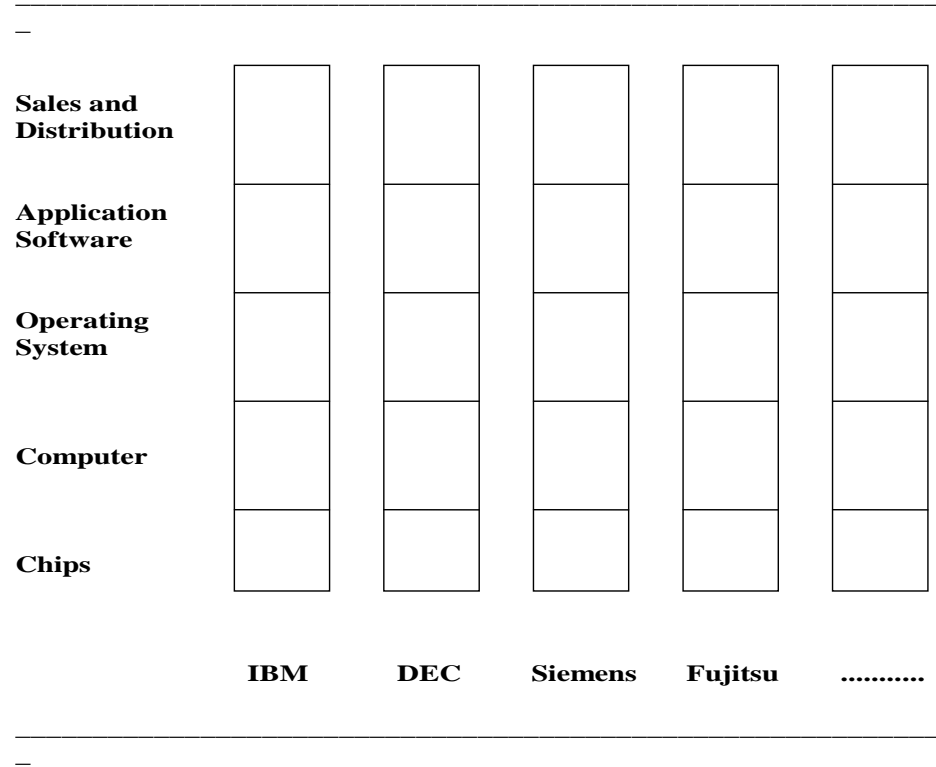 Sales and
Distribution
Application
Software
Operating
System
Computer
Chips
IBM DEC Siemens Fujitsu ...........